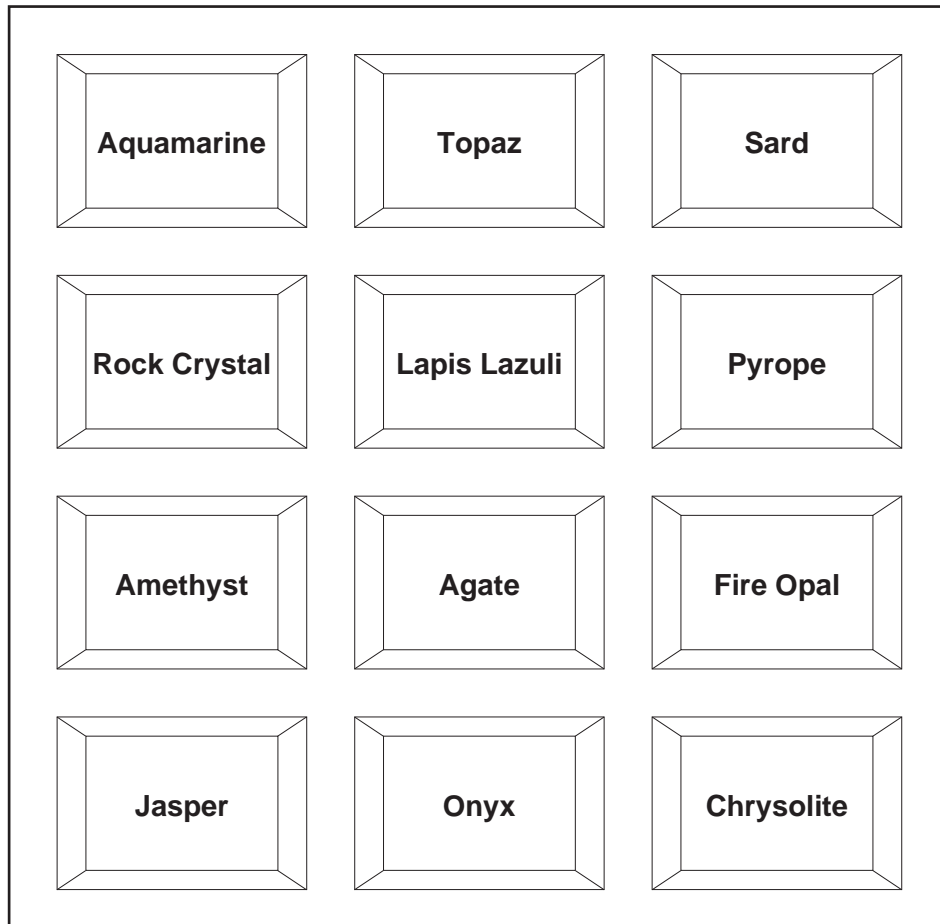 Aquamarine
Topaz
Sard
Rock Crystal
Lapis Lazuli
Pyrope
Amethyst
Agate
Fire Opal
Jasper
Onyx
Chrysolite